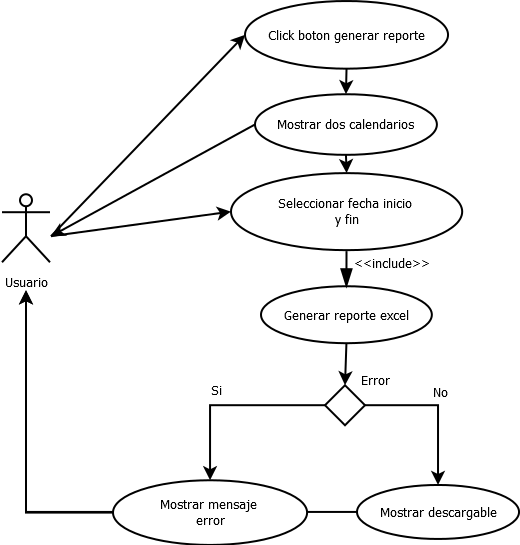 Click boton generar reporte
Mostrar dos calendarios
Seleccionar fecha inicio
y fin
<<include>>
Usuario
Generar reporte excel
Error
Si
No
Mostrar mensaje
error
Mostrar descargable